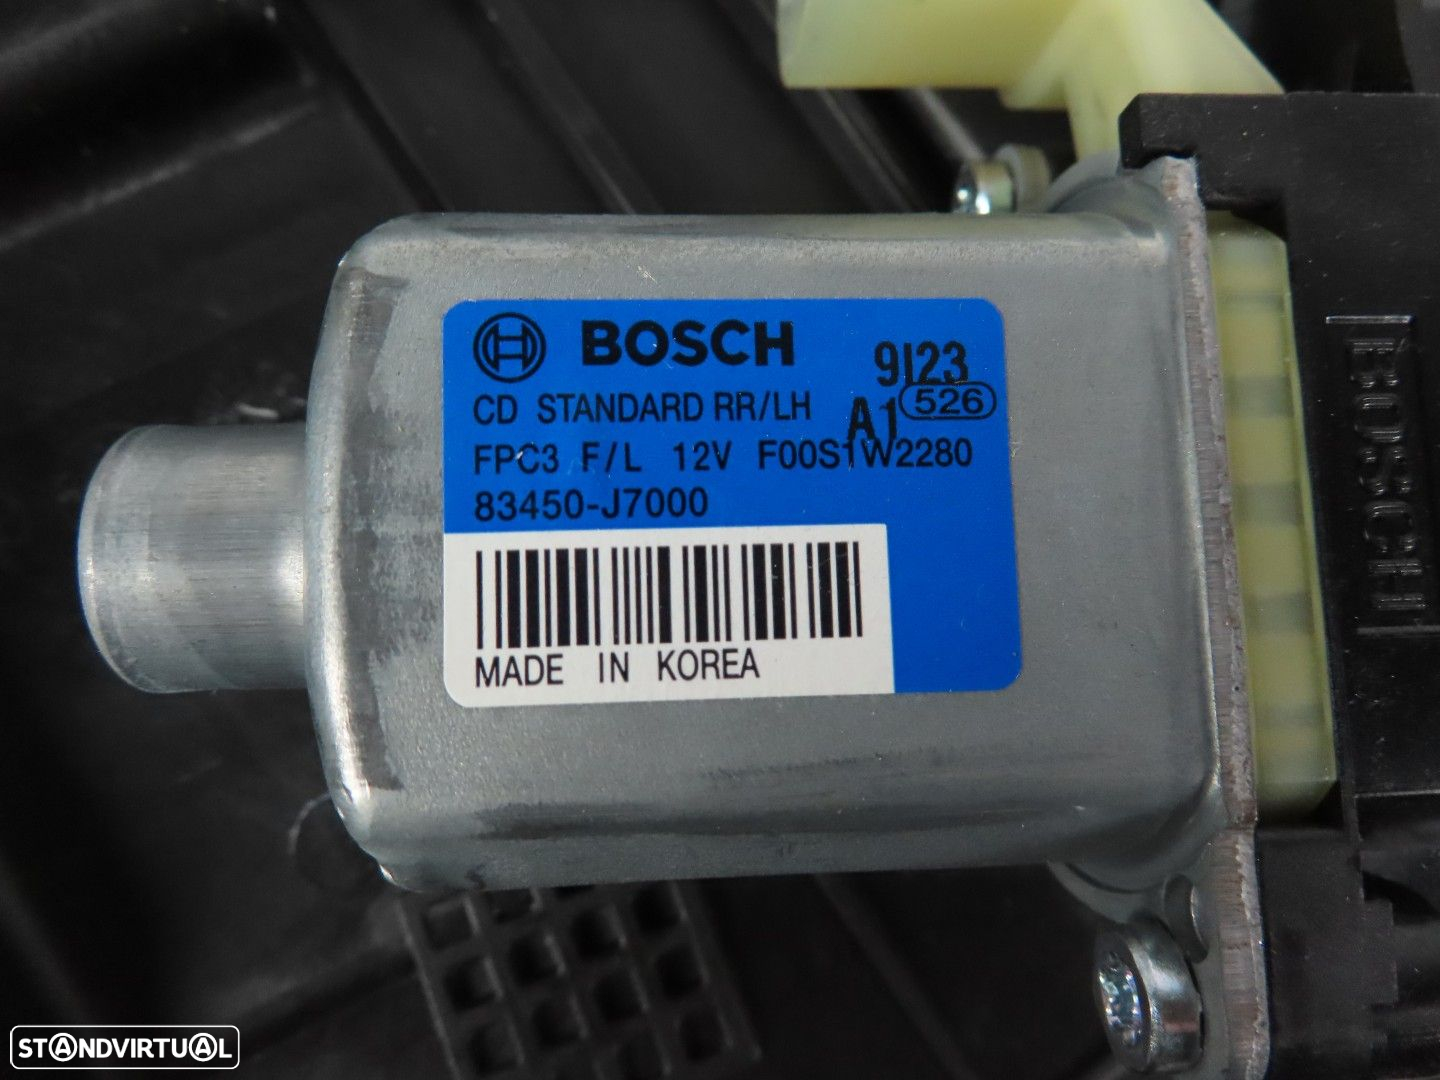 BOSCH
9I23
CD STANDARD RR/LH A1 526
FPC3 F/L 12V F00S1W2280
83450-J7000
MADE IN KOREA
BOSCH
STANDVIRTUAL